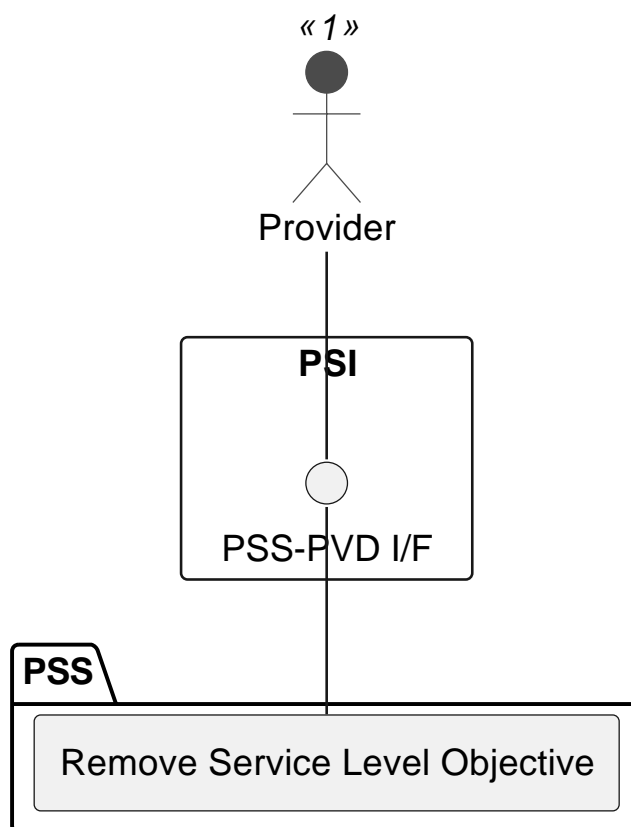 «1»
Provider
PSI
PSS-PVD I/F
PSS
Remove Service Level Objective